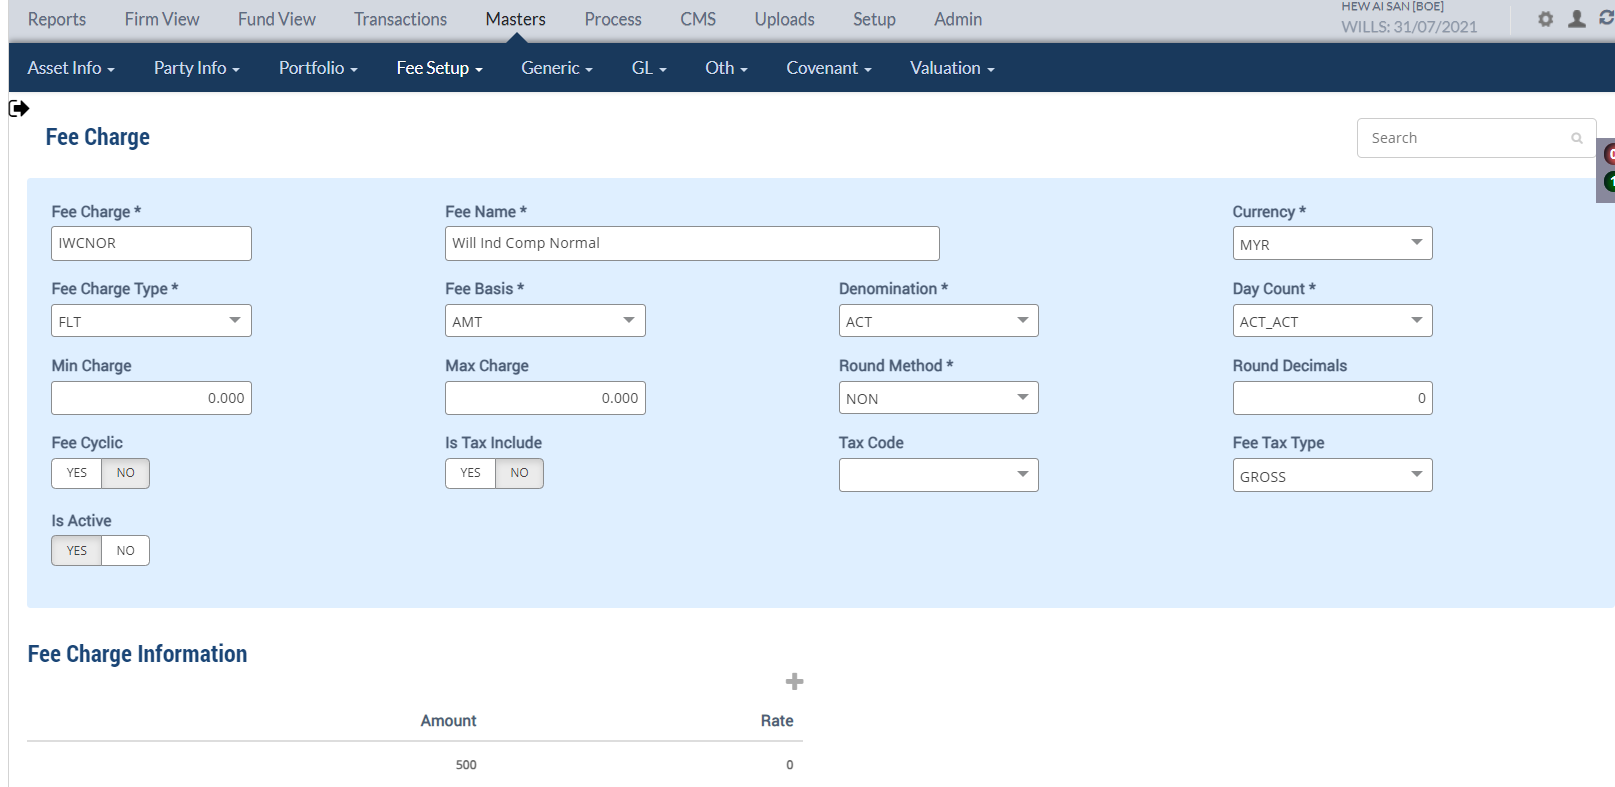 Reports Firm View Fund View Transactions Masters Process CMS Uploads Setup Admin
HEW AI SAN [BOE]
WILLS: 31/07/2021
Asset Info Party Info Portfolio Fee Setup Generic GL Oth Covenant Valuation
Fee Charge
Search
Fee Charge * Fee Name * Currency *
IWCNOR Will Ind Comp Normal MYR
Fee Charge Type * Fee Basis * Denomination * Day Count *
FLT AMT ACT ACT_ACT
Min Charge Max Charge Round Method * Round Decimals
0.000 0.000 NON 0
Fee Cyclic Is Tax Include Tax Code Fee Tax Type
YES NO YES NO GROSS
Is Active
YES NO
Fee Charge Information
Amount Rate
500 0